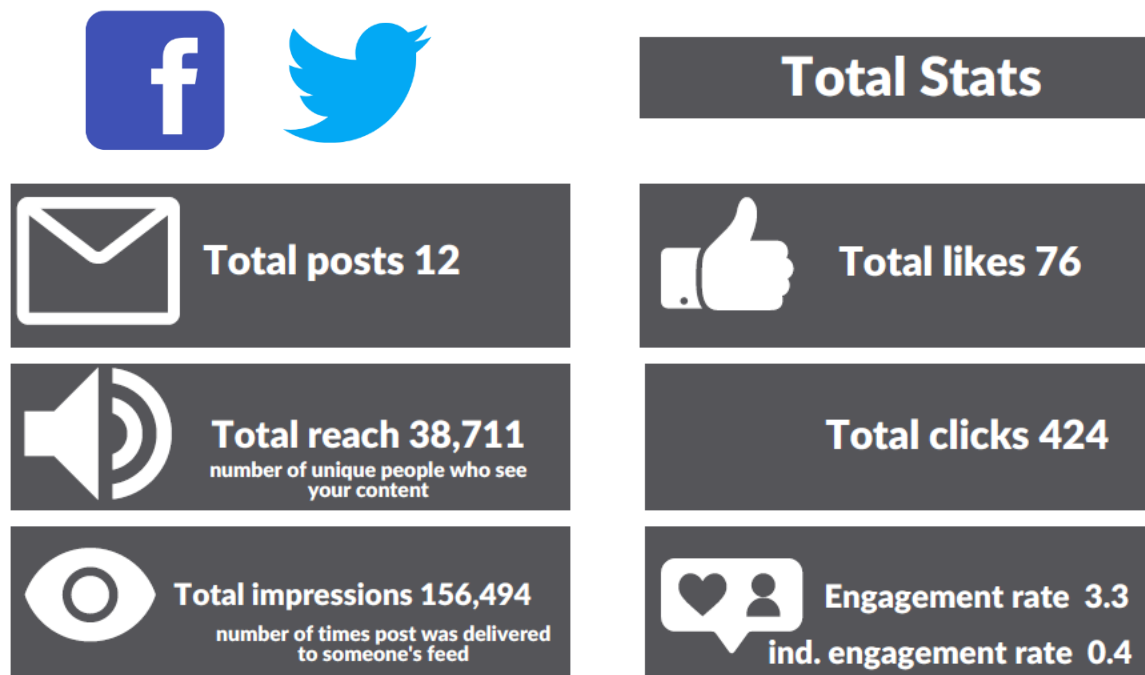 f
Total Stats
Total posts 12
Total likes 76
Total reach 38,711
number of unique people who see
your content
Total clicks 424
Total impressions 156,494
number of times post was delivered
to someone's feed
Engagement rate 3.3
ind. engagement rate 0.4